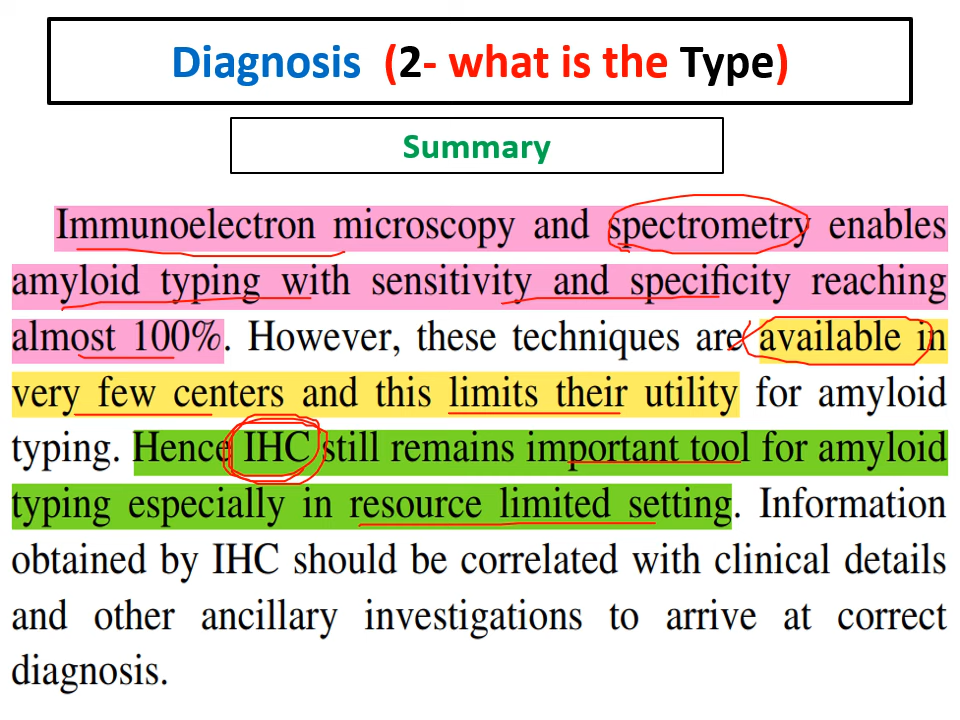 Diagnosis (2- what is the Type)
Summary
Immunoelectron microscopy and spectrometry enables
amyloid typing with sensitivity and specificity reaching
almost 100%. However, these techniques are available in
very few centers and this limits their utility for amyloid
typing. Hence IHC still remains important tool for amyloid
typing especially in resource limited setting. Information
obtained by IHC should be correlated with clinical details
and other ancillary investigations to arrive at correct
diagnosis.